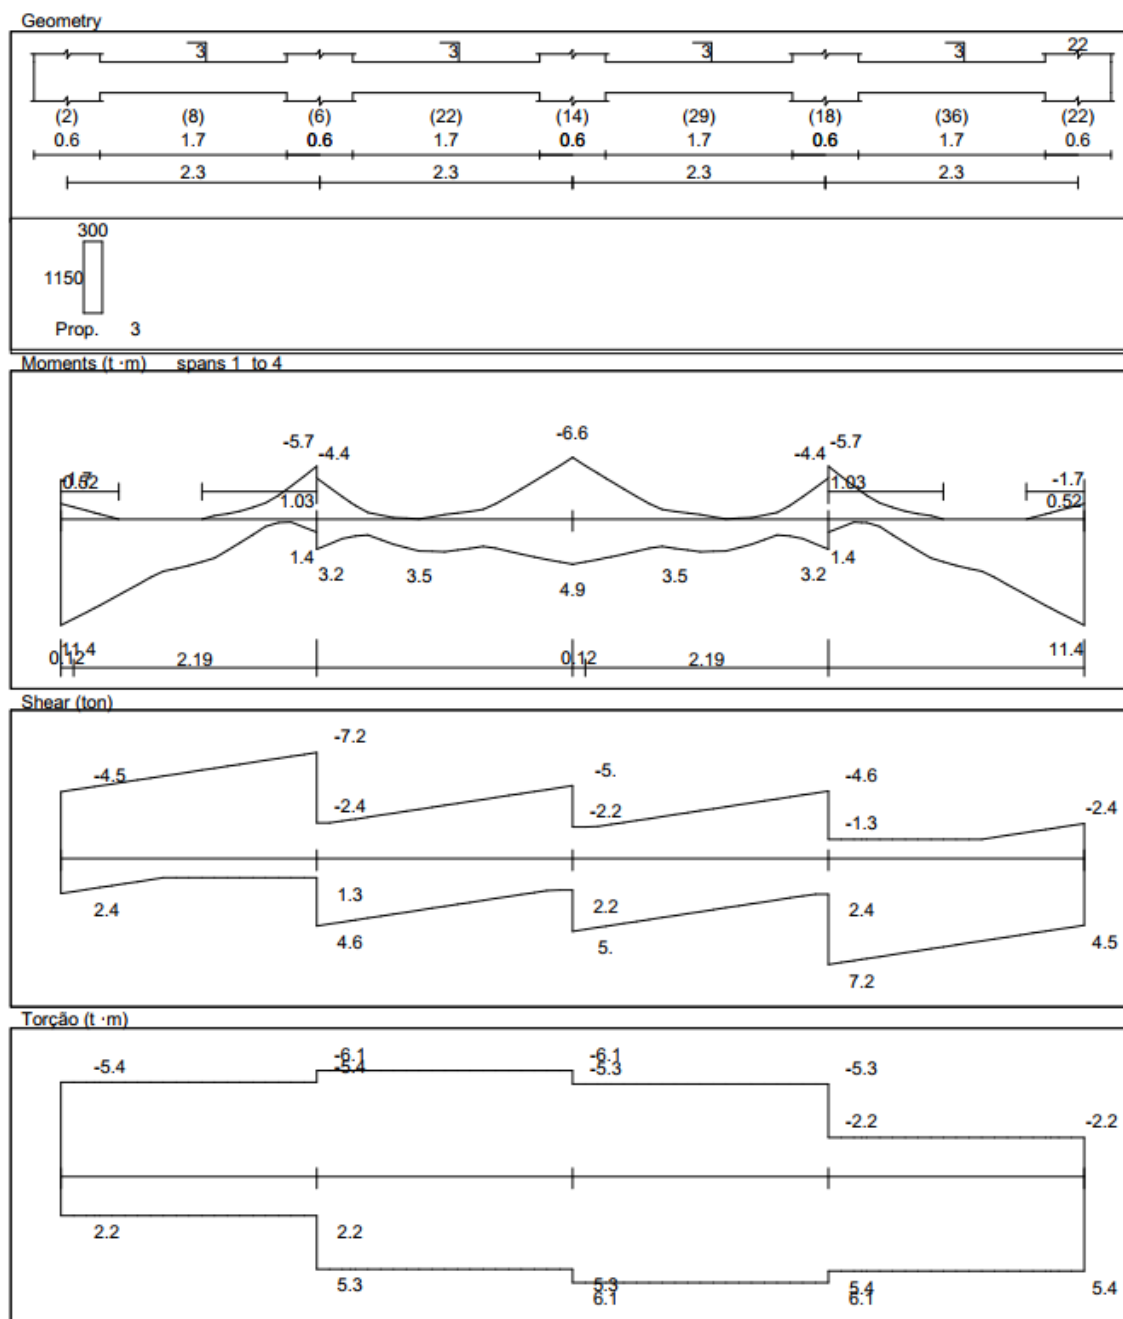 Geometry
3 3 3 3 22
(2) (8) (6) (22) (14) (29) (18) (36) (22)
0.6 1.7 0.6 1.7 0.6 1.7 0.6 1.7 0.6
2.3 2.3 2.3 2.3
300
1150
Prop. 3
Moments (t ·m) spans 1 to 4
-5.7 -4.4 -6.6 -4.4 -5.7
-1.7 -1.7
0.52 1.03 1.03 0.52
1.4 3.2 3.5 4.9 3.5 3.2 1.4
11.4 11.4
0.12 2.19 0.12 2.19
Shear (ton)
-7.2
-4.5 -5. -4.6
-2.4 -2.2 -1.3 -2.4
2.4 1.3 2.2 2.4
4.6 5. 4.5
7.2
Torção (t ·m)
-6.1 -6.1
-5.4 -5.4 -5.3 -5.3
-2.2 -2.2
2.2 2.2
5.3 5.3 5.4 5.4
6.1 6.1